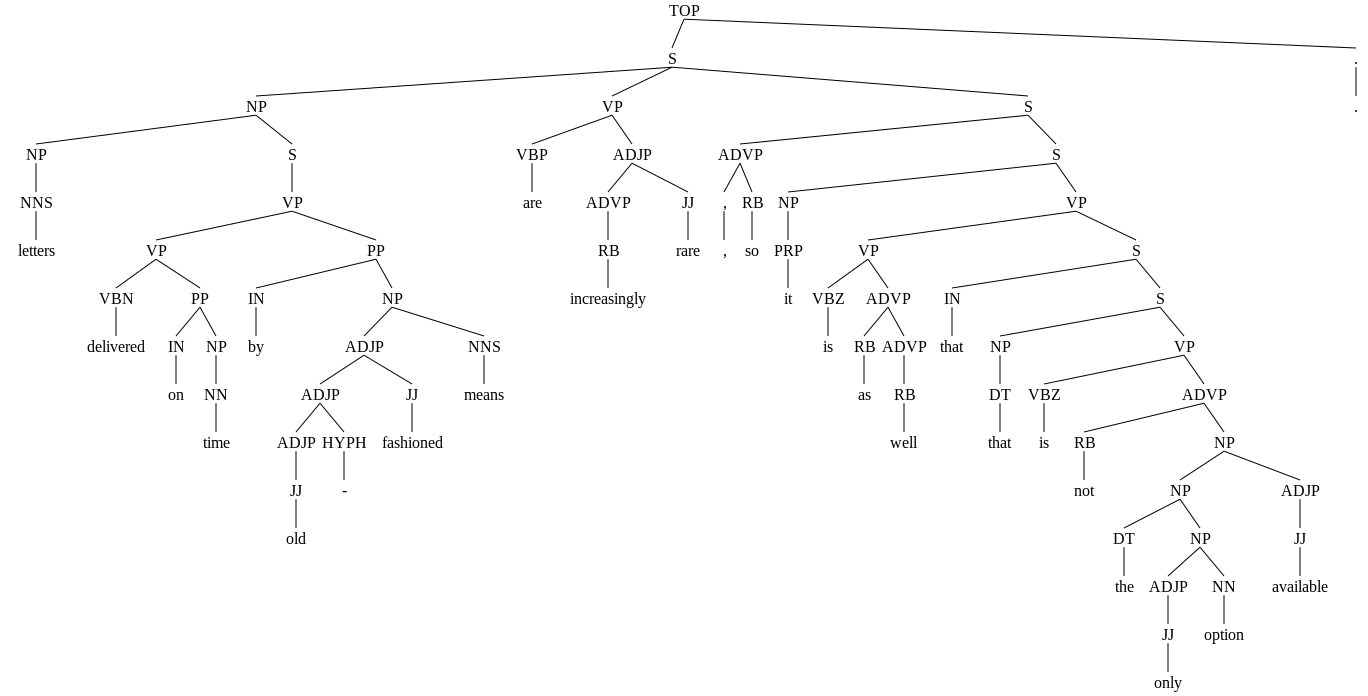 TOP
S .
NP VP S .
NP S VBP ADJP ADVP S
NNS VP are ADVP JJ , RB NP VP
letters VP PP RB rare , so PRP VP S
VBN PP IN NP increasingly it VBZ ADVP IN S
delivered IN NP by ADJP NNS is RB ADVP that NP VP
on NN ADJP JJ means as RB DT VBZ ADVP
time ADJP HYPH fashioned well that is RB NP
JJ - not NP ADJP
old DT NP JJ
the ADJP NN available
JJ option
only